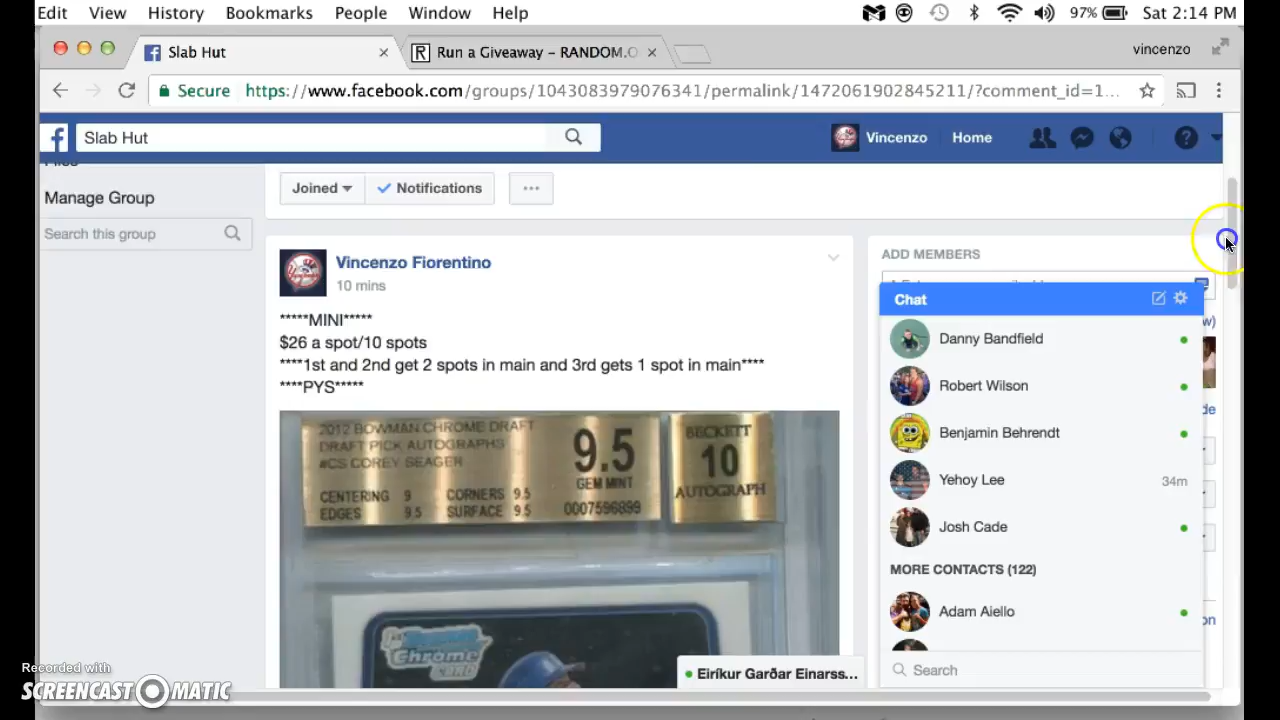 Edit View History Bookmarks People Window Help 97% Sat 2:14 PM
Slab Hut Run a Giveaway – RANDOM.O vincenzo
Secure https://www.facebook.com/groups/1043083979076341/permalink/1472061902845211/?comment_id=1...
Slab Hut Vincenzo Home
Manage Group
Search this group
Joined Notifications ...
Vincenzo Fiorentino
10 mins
*****MINI*****
$26 a spot/10 spots
****1st and 2nd get 2 spots in main and 3rd gets 1 spot in main****
****PYS*****
2012 BOWMAN CHROME DRAFT
DRAFT PICK AUTOGRAPHS
#CS COREY SEAGER
CENTERING 9 CORNERS 9.5
EDGES 9.5 SURFACE 9.5
9.5
GEM MINT
0007596899
BECKETT
10
AUTOGRAPH
Bowman
Chrome
ADD MEMBERS
Chat
Danny Bandfield
Robert Wilson
Benjamin Behrendt
Yehoy Lee 34m
Josh Cade
MORE CONTACTS (122)
Adam Aiello
Search
Eiríkur Garðar Einarss...
Recorded with
SCREENCAST-O-MATIC